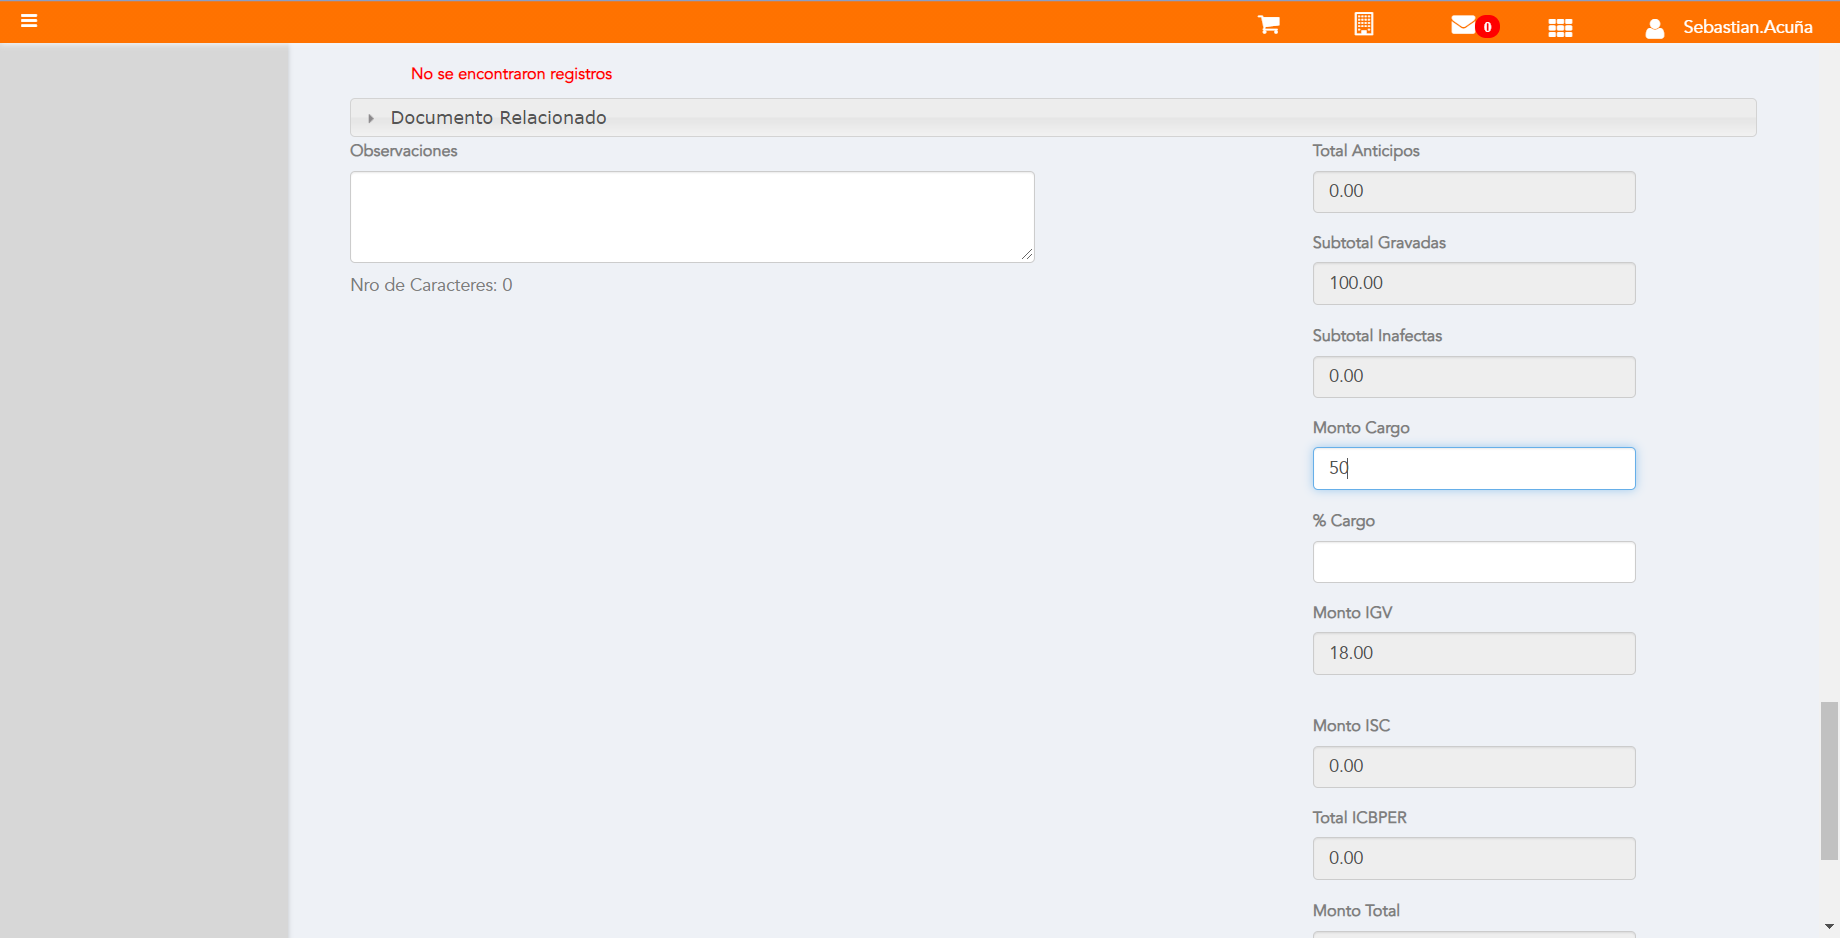 0
Sebastian.Acuña
No se encontraron registros
Documento Relacionado
Observaciones
Nro de Caracteres: 0
Total Anticipos
0.00
Subtotal Gravadas
100.00
Subtotal Inafectas
0.00
Monto Cargo
50
% Cargo
Monto IGV
18.00
Monto ISC
0.00
Total ICBPER
0.00
Monto Total